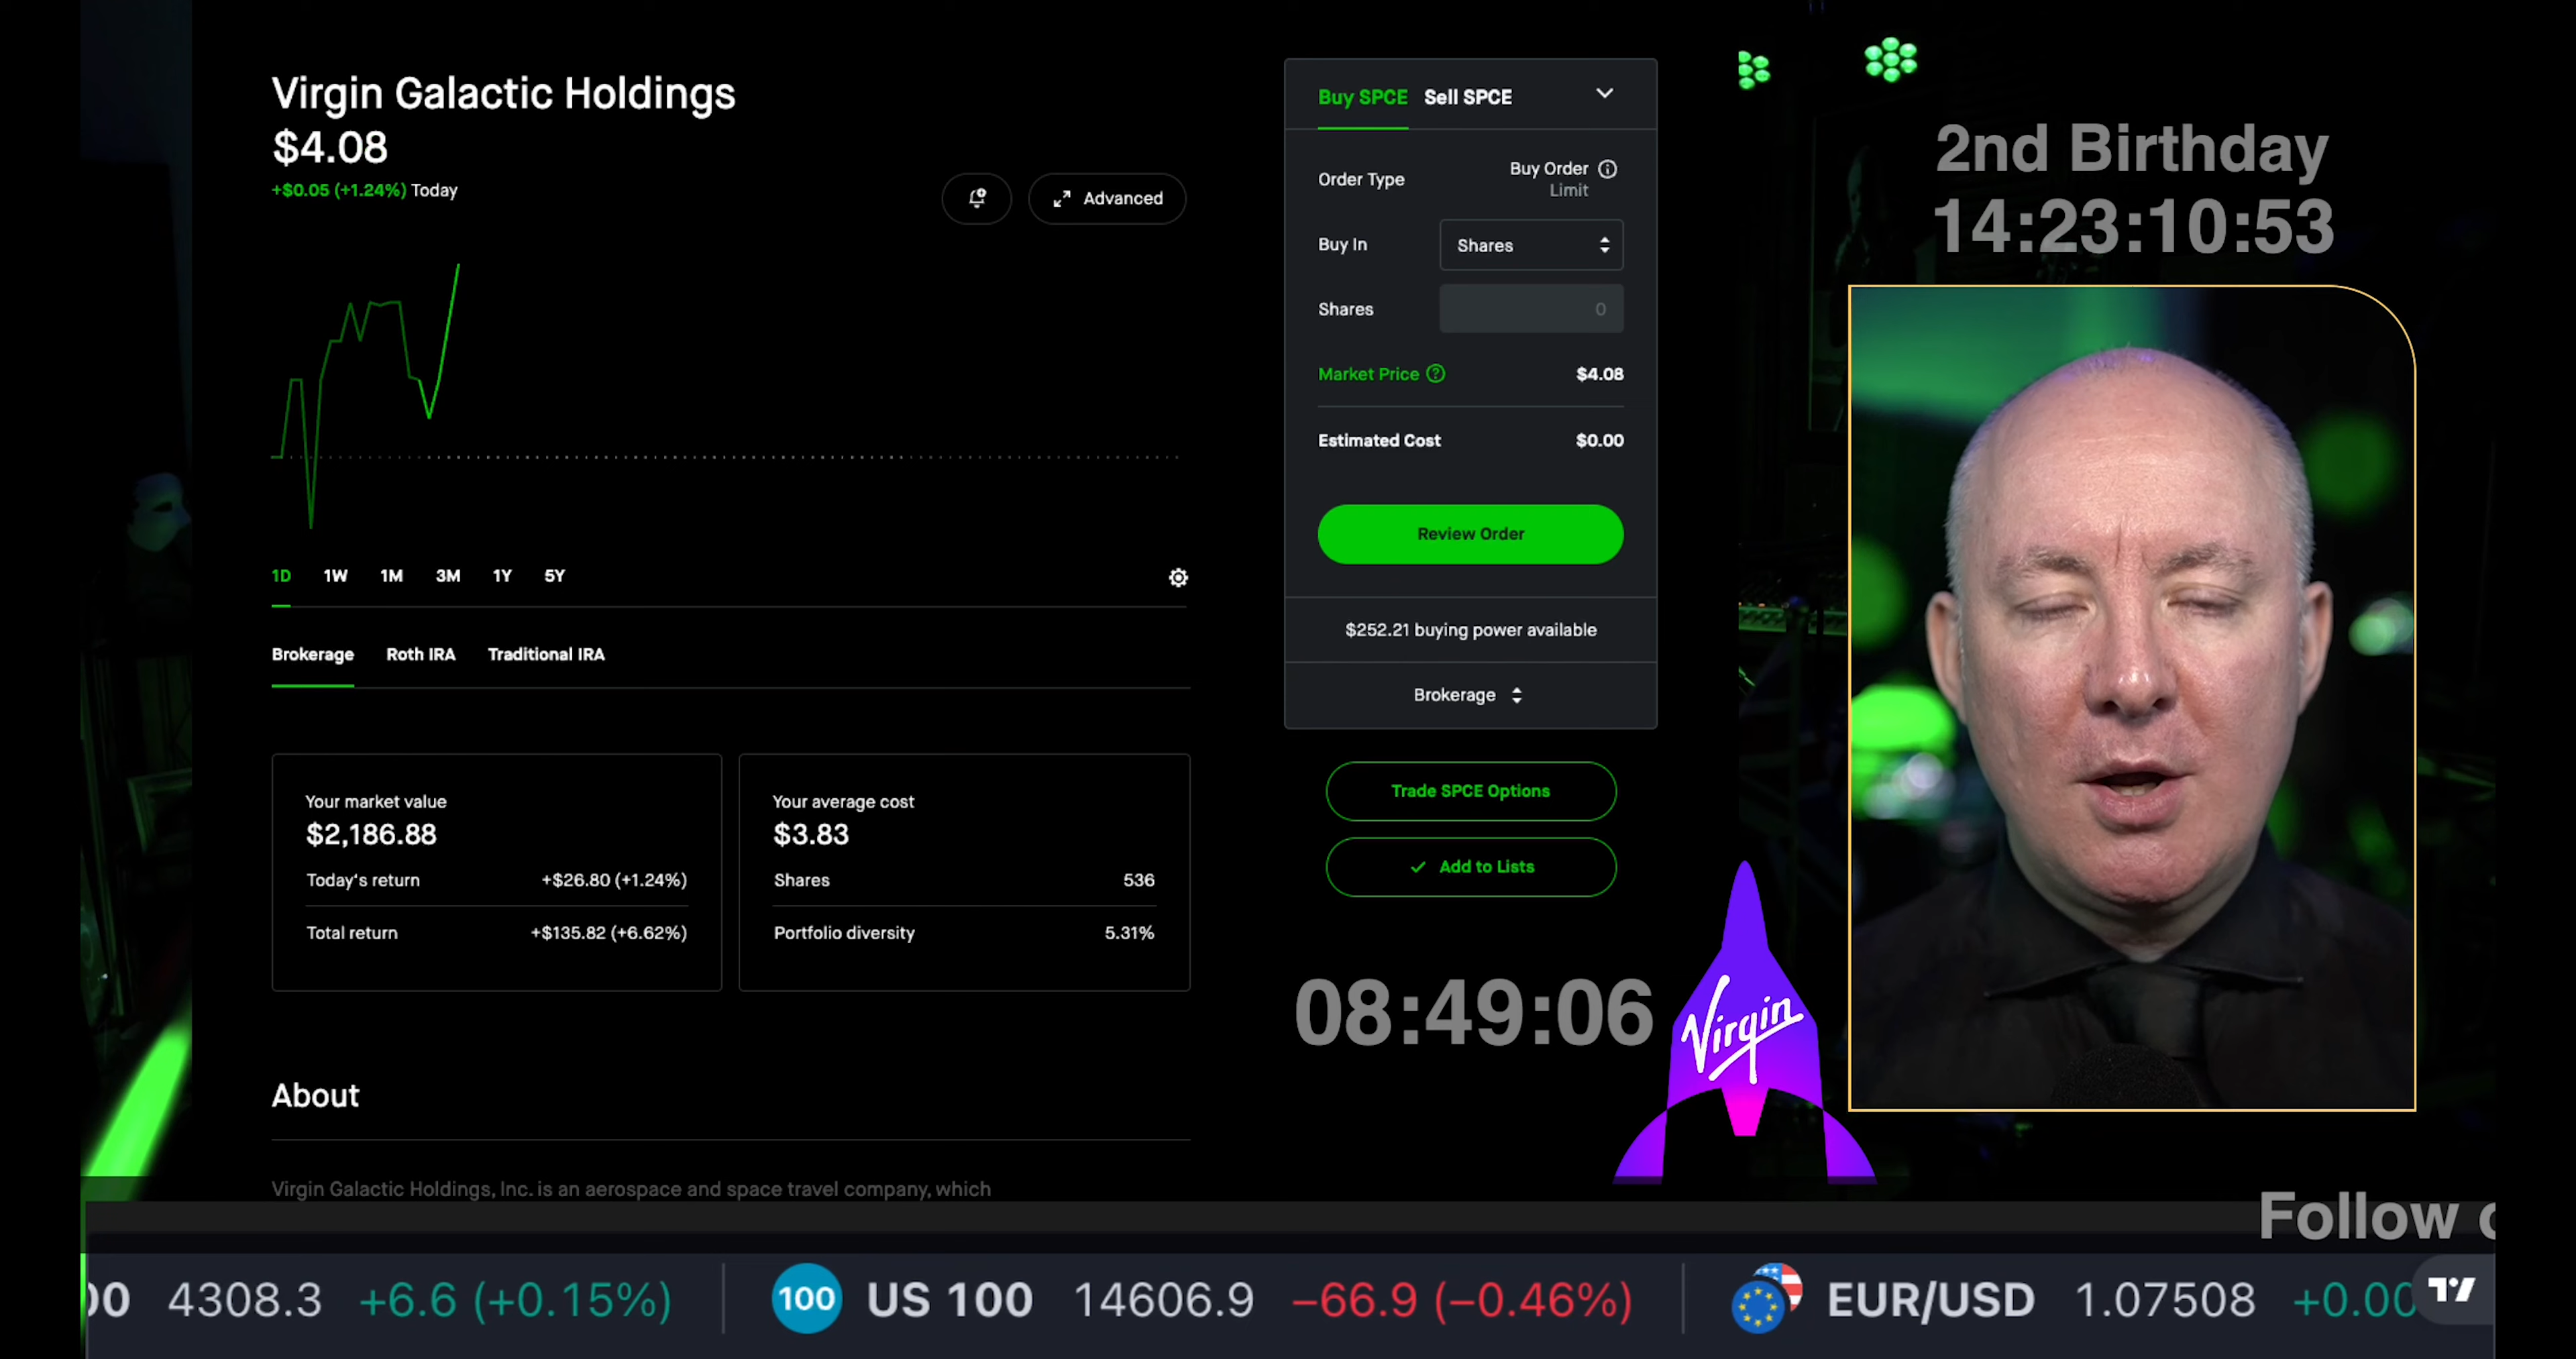 Virgin Galactic Holdings
$4.08
+$0.05 (+1.24%) Today
Advanced
1D 1W 1M 3M 1Y 5Y
Brokerage Roth IRA Traditional IRA
Your market value
$2,186.88
Today's return +$26.80 (+1.24%)
Total return +$135.82 (+6.62%)
Your average cost
$3.83
Shares 536
Portfolio diversity 5.31%
About
Virgin Galactic Holdings, Inc. is an aerospace and space travel company, which
Buy SPCE Sell SPCE
Order Type Buy Order
Limit
Buy In Shares
Shares 0
Market Price $4.08
Estimated Cost $0.00
Review Order
$252.21 buying power available
Brokerage
Trade SPCE Options
Add to Lists
08:49:06
Virgin
2nd Birthday
14:23:10:53
Follow
4308.3 +6.6 (+0.15%) 100 US 100 14606.9 −66.9 (−0.46%) EUR/USD 1.07508 +0.00